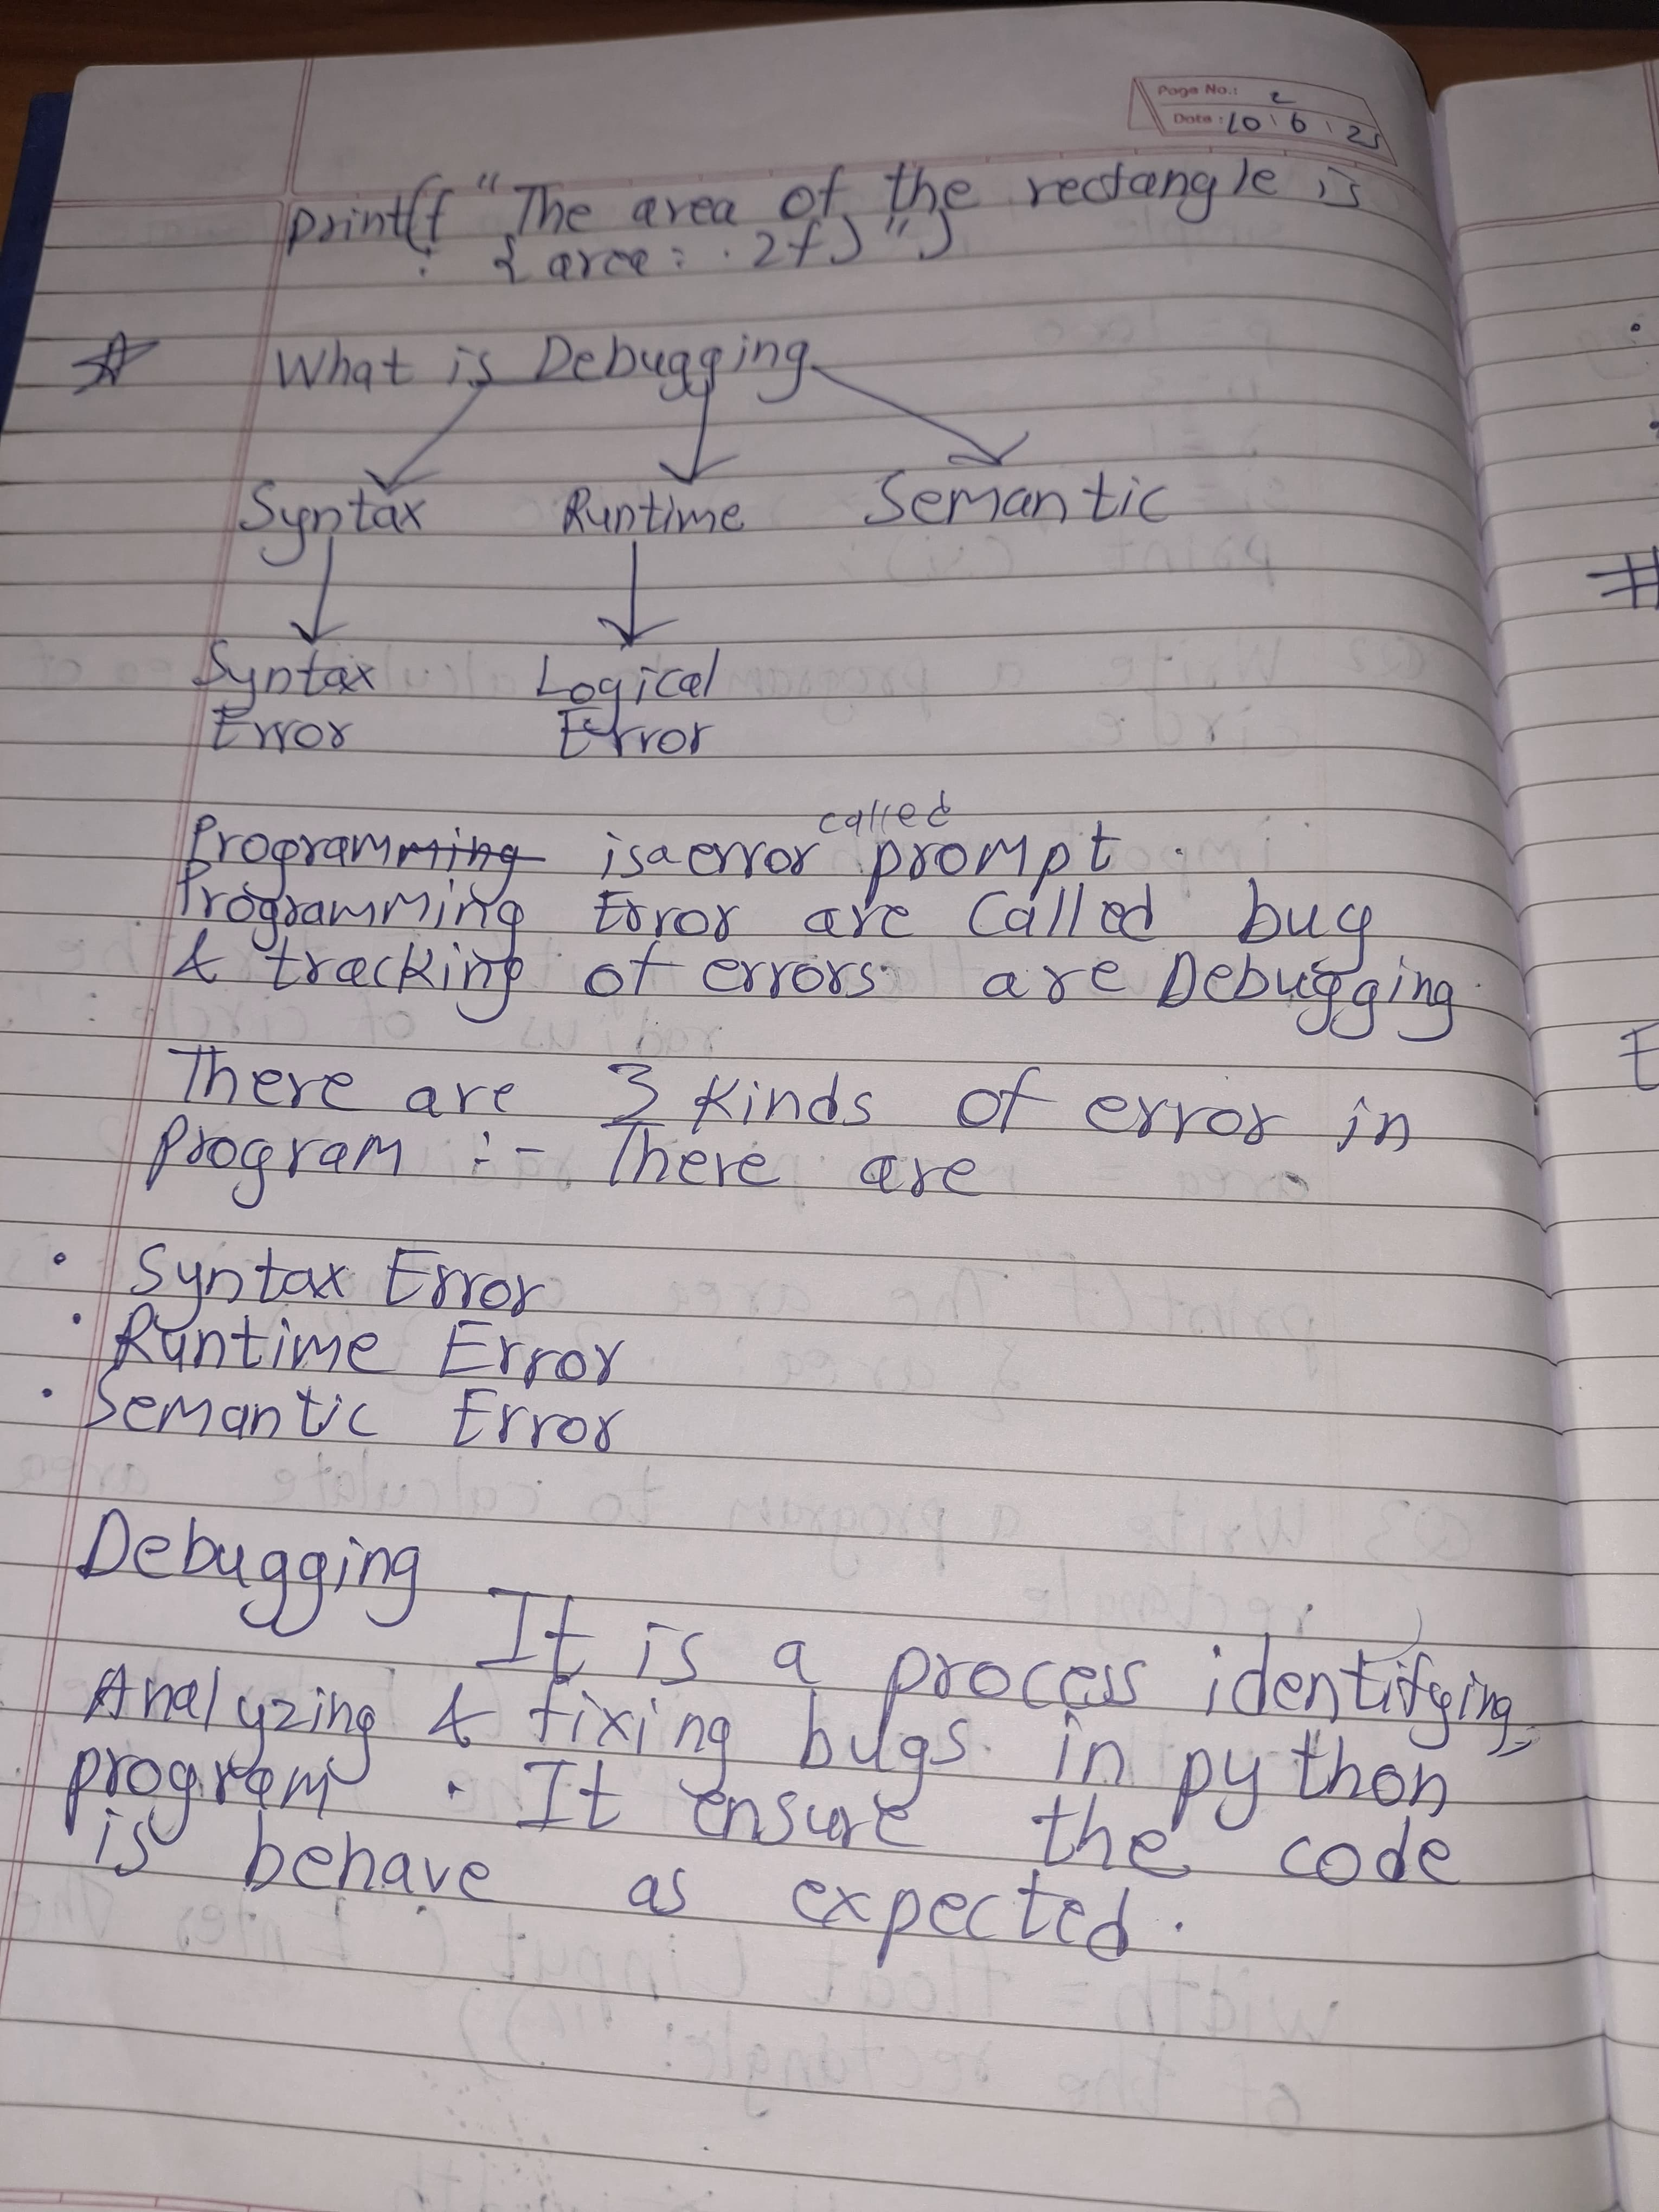 Page No.: 2
Date: 10 6 25
print(f "The area of the rectangle is
: {area: .2f}")
What is Debugging
Syntax Runtime Semantic
Syntax Logical
Error Error
called
Programming is a error prompt.
Programming Error are called bug
& tracking of errors are Debugging
There are 3 kinds of error in
program :- There are
• Syntax Error
• Runtime Error
• Semantic Error
Debugging
It is a process identifying,
Analyzing & fixing bugs in python
program. It ensure the code
is behave as expected.